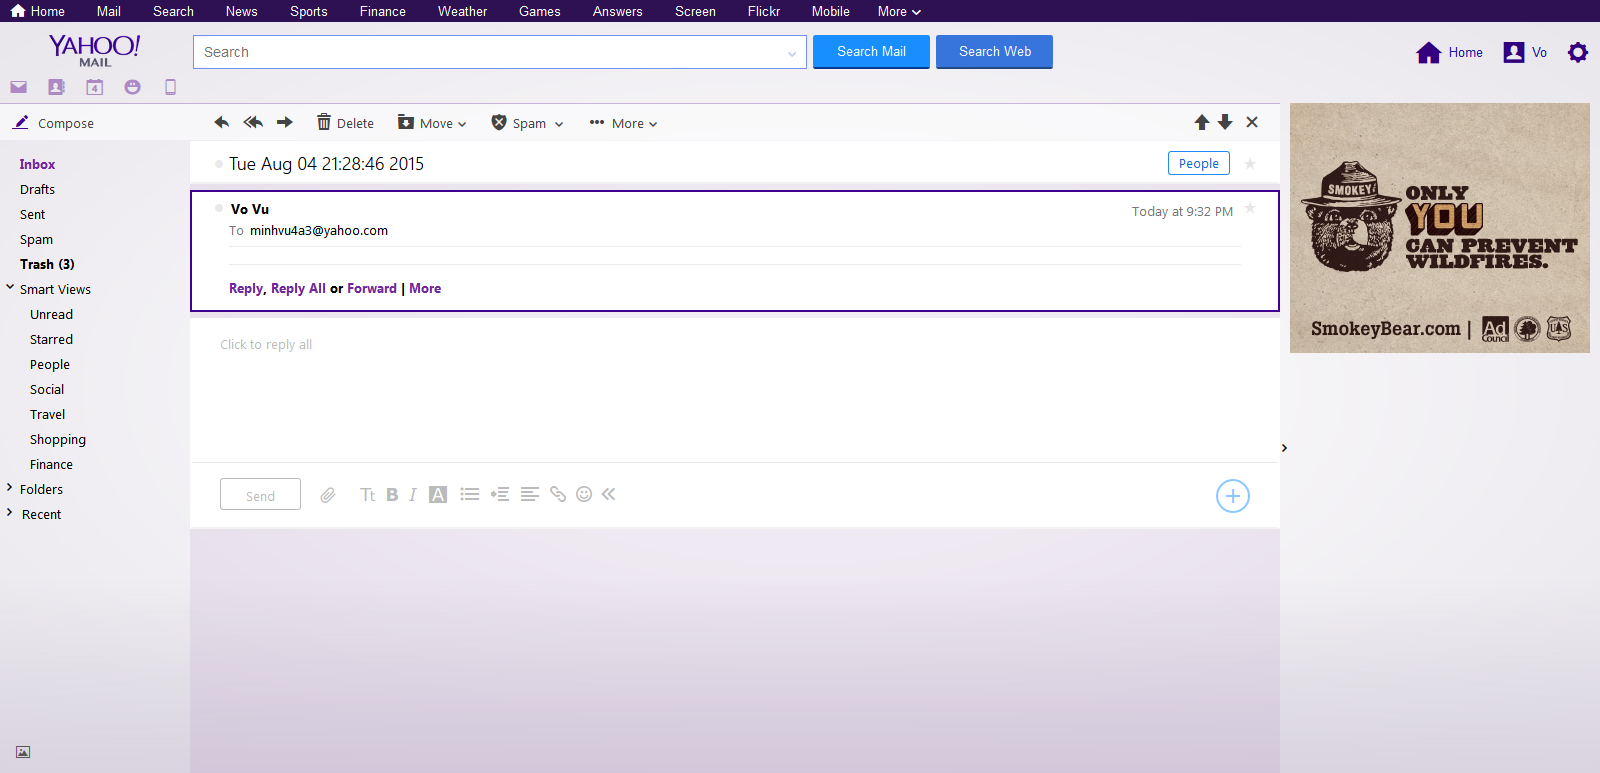 Home Mail Search News Sports Finance Weather Games Answers Screen Flickr Mobile More
YAHOO!
MAIL
Search
Search Mail
Search Web
Home
Vo
4
Compose
Delete Move Spam More
Inbox
Drafts
Sent
Spam
Trash (3)
Smart Views
Unread
Starred
People
Social
Travel
Shopping
Finance
Folders
Recent
Tue Aug 04 21:28:46 2015
People
Vo Vu
Today at 9:32 PM
To minhvu4a3@yahoo.com
Reply, Reply All or Forward | More
Click to reply all
Send Tt B I A
SMOKEY
ONLY
YOU
CAN PREVENT
WILDFIRES.
SmokeyBear.com |
Ad
Council
U S